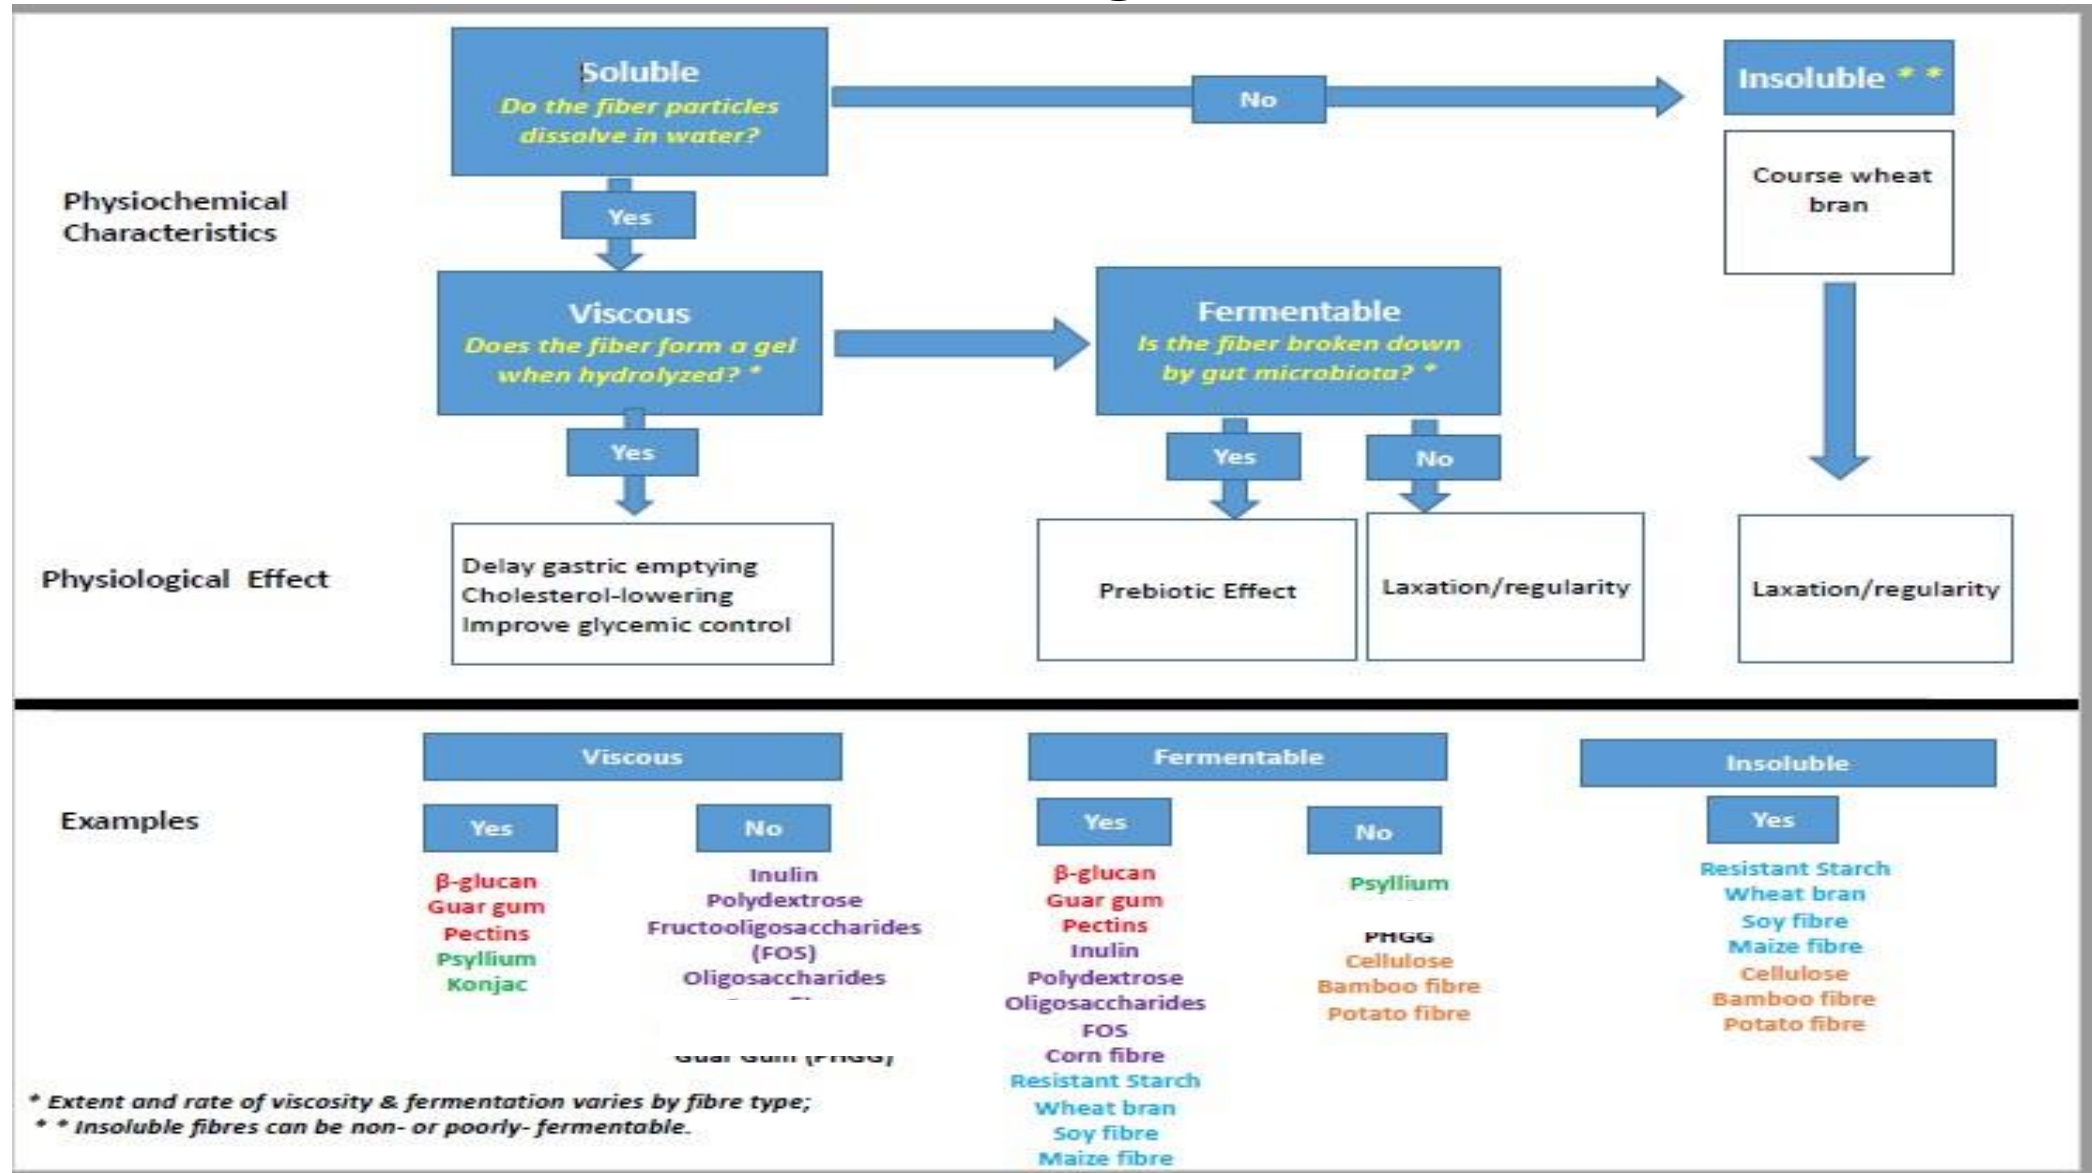 Soluble
Do the fiber particles
dissolve in water?
No
Insoluble * *
Course wheat
bran
Physiochemical
Characteristics
Yes
Viscous
Does the fiber form a gel
when hydrolyzed? *
Fermentable
Is the fiber broken down
by gut microbiota? *
Yes
Yes
No
Physiological Effect
Delay gastric emptying
Cholesterol-lowering
Improve glycemic control
Prebiotic Effect
Laxation/regularity
Laxation/regularity
Viscous
Fermentable
Insoluble
Examples
Yes
No
Yes
No
Yes
β-glucan
Guar gum
Pectins
Psyllium
Konjac
Inulin
Polydextrose
Fructooligosaccharides
(FOS)
Oligosaccharides
Guar Gum (PHGG)
β-glucan
Guar gum
Pectins
Inulin
Polydextrose
Oligosaccharides
FOS
Corn fibre
Resistant Starch
Wheat bran
Soy fibre
Maize fibre
Psyllium
PHGG
Cellulose
Bamboo fibre
Potato fibre
Resistant Starch
Wheat bran
Soy fibre
Maize fibre
Cellulose
Bamboo fibre
Potato fibre
* Extent and rate of viscosity & fermentation varies by fibre type;
* * Insoluble fibres can be non- or poorly- fermentable.